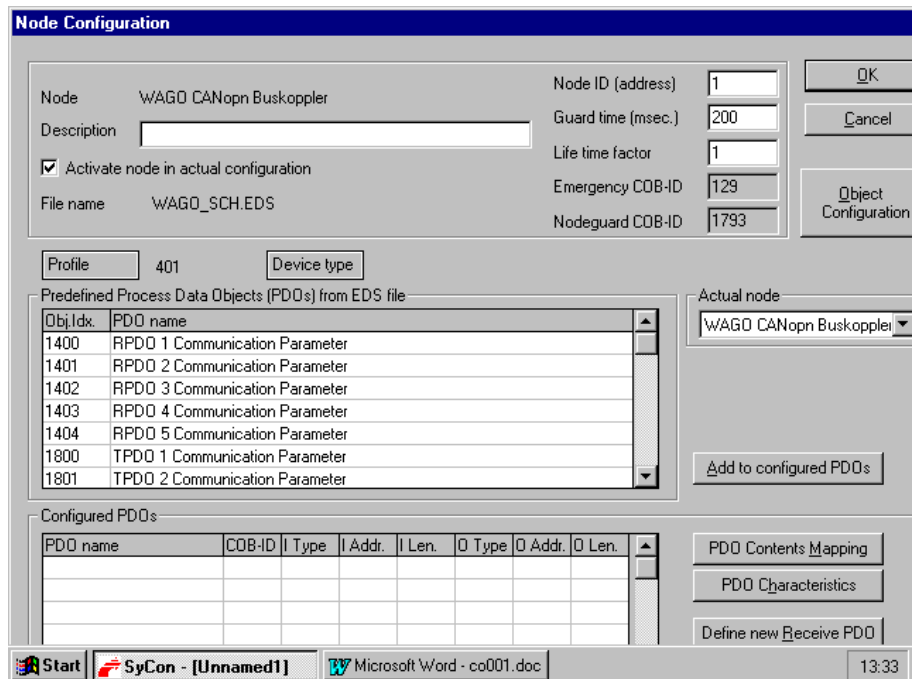 Node Configuration
Node WAGO CANopn Buskoppler
Description
Activate node in actual configuration
File name WAGO_SCH.EDS
Node ID (address) 1
Guard time (msec.) 200
Life time factor 1
Emergency COB-ID 129
Nodeguard COB-ID 1793
OK
Cancel
Object
Configuration
Profile 401 Device type
Predefined Process Data Objects (PDOs) from EDS file
Obj.Idx. PDO name
1400 RPDO 1 Communication Parameter
1401 RPDO 2 Communication Parameter
1402 RPDO 3 Communication Parameter
1403 RPDO 4 Communication Parameter
1404 RPDO 5 Communication Parameter
1800 TPDO 1 Communication Parameter
1801 TPDO 2 Communication Parameter
Actual node
WAGO CANopn Buskoppler
Add to configured PDOs
Configured PDOs
PDO name COB-ID I Type I Addr. I Len. O Type O Addr. O Len.
PDO Contents Mapping
PDO Characteristics
Define new Receive PDO
Start SyCon - [Unnamed1] Microsoft Word - co001.doc 13:33